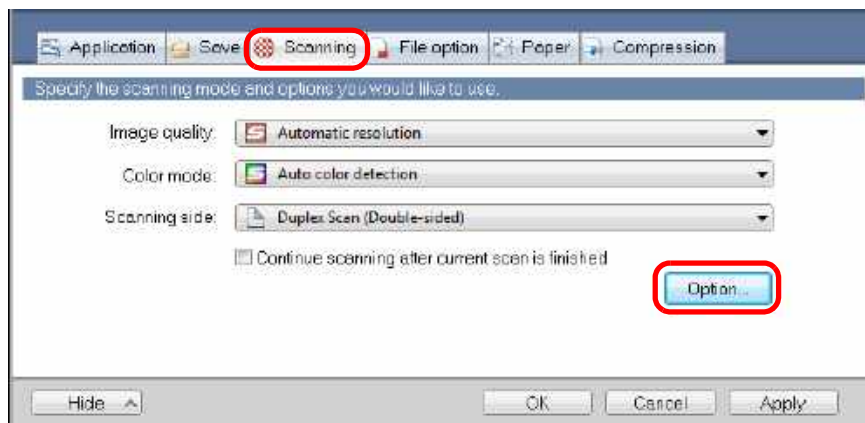 Application Save Scanning File option Paper Compression
Specify the scanning mode and options you would like to use.
Image quality: Automatic resolution
Color mode: Auto color detection
Scanning side: Duplex Scan (Double-sided)
Continue scanning after current scan is finished
Option...
Hide OK Cancel Apply